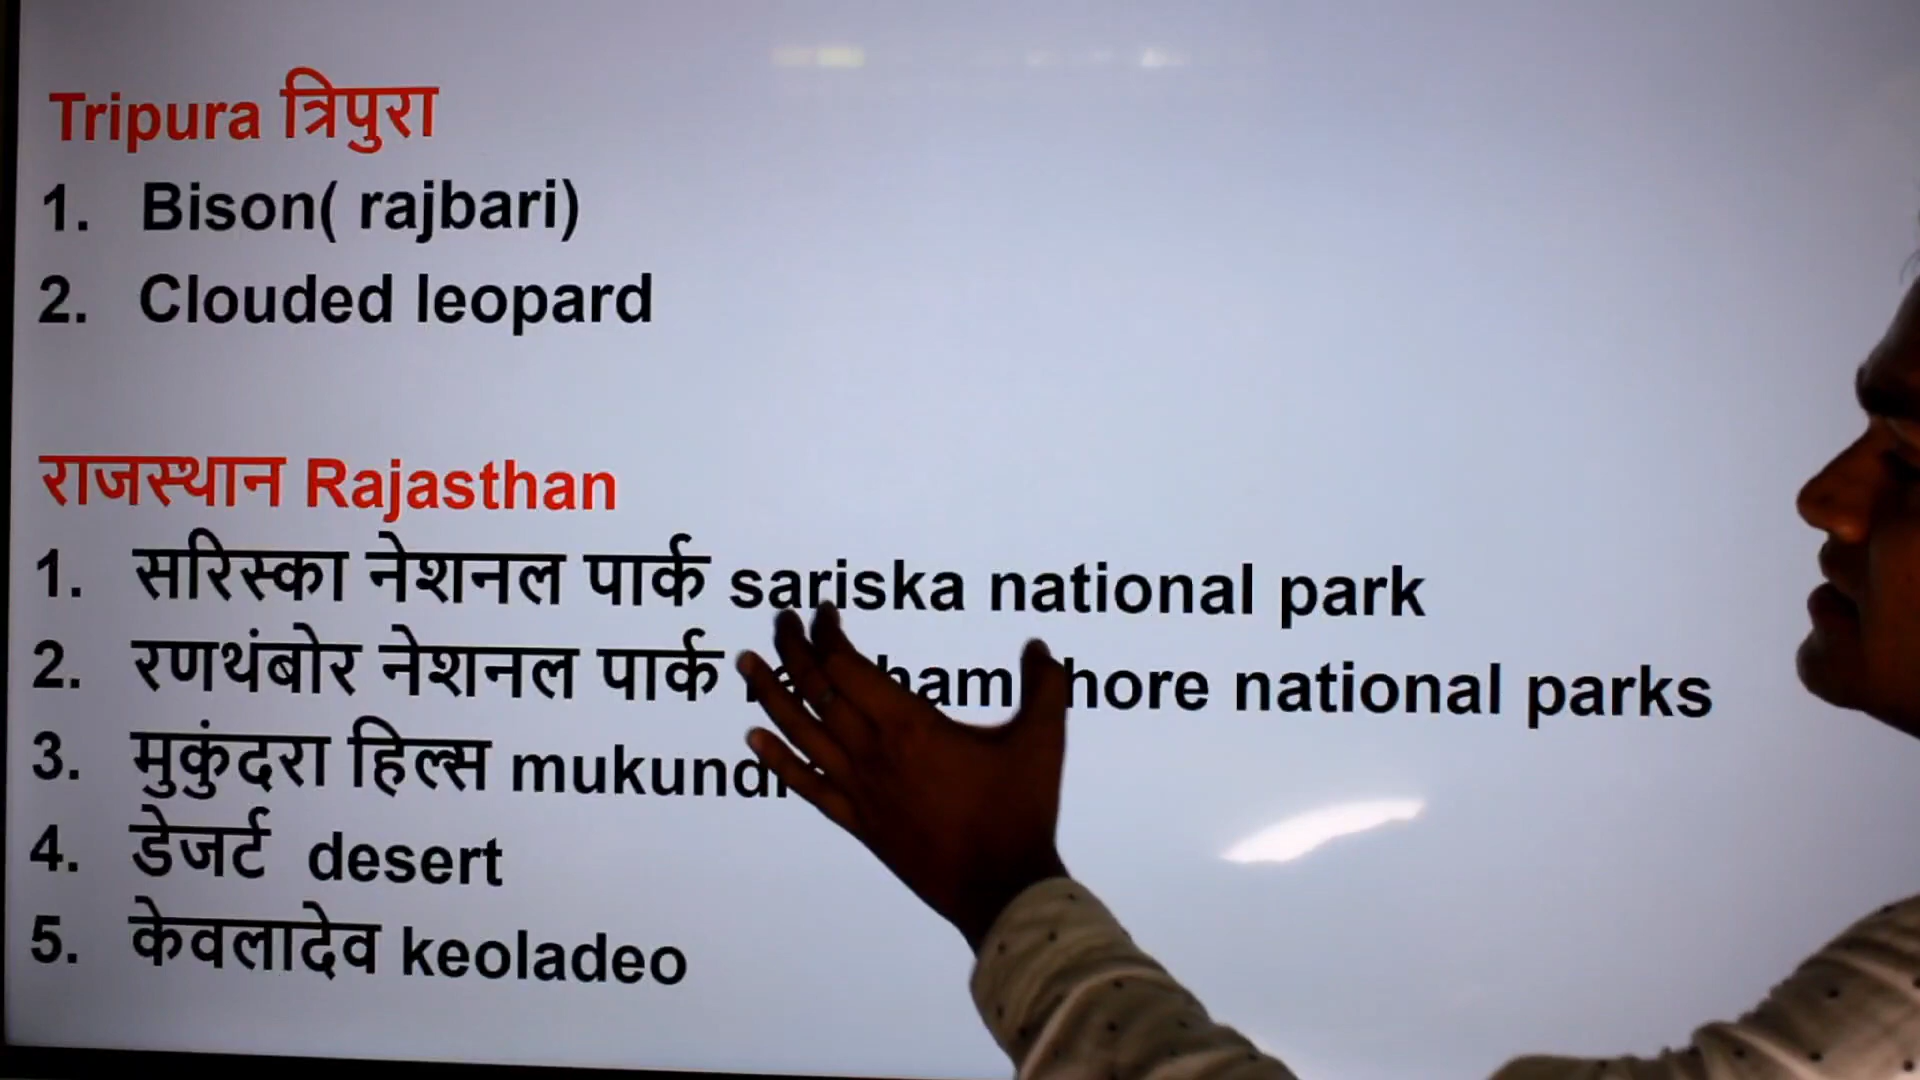 Tripura त्रिपुरा
1. Bison( rajbari)
2. Clouded leopard
राजस्थान Rajasthan
1. सरिस्का नेशनल पार्क sariska national park
2. रणथंबोर नेशनल पार्क national parks
3. मुकुंदरा हिल्स
4. डेजर्ट desert
5. केवलादेव keoladeo